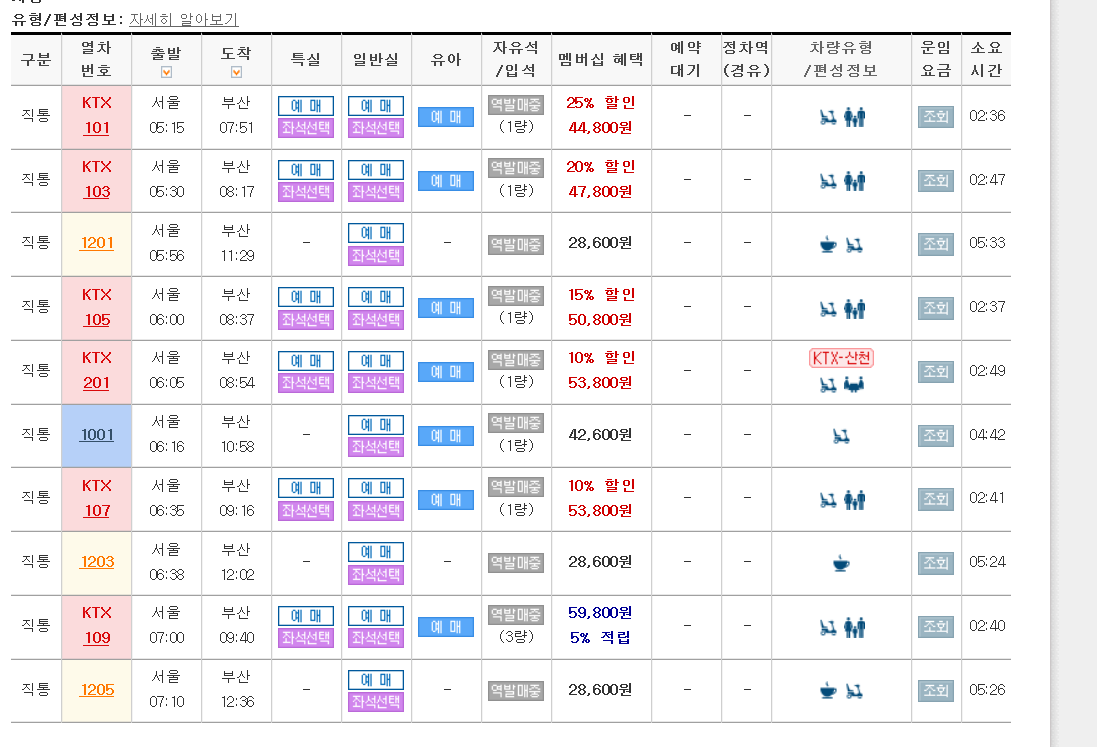 유형/편성정보: 자세히 알아보기
구분 열차 번호 출발 도착 특실 일반실 유아 자유석 /입석 멤버십 혜택 예약 대기 정차역 (경유) 차량유형 /편성정보 운임 요금 소요 시간
직통 KTX 101 서울 05:15 부산 07:51 예 매 좌석선택 예 매 좌석선택 예 매 역발매중 (1량) 25% 할인 44,800원 - - 조회 02:36
직통 KTX 103 서울 05:30 부산 08:17 예 매 좌석선택 예 매 좌석선택 예 매 역발매중 (1량) 20% 할인 47,800원 - - 조회 02:47
직통 1201 서울 05:56 부산 11:29 - 예 매 좌석선택 - 역발매중 28,600원 - - 조회 05:33
직통 KTX 105 서울 06:00 부산 08:37 예 매 좌석선택 예 매 좌석선택 예 매 역발매중 (1량) 15% 할인 50,800원 - - 조회 02:37
직통 KTX 201 서울 06:05 부산 08:54 예 매 좌석선택 예 매 좌석선택 예 매 역발매중 (1량) 10% 할인 53,800원 - - KTX-산천 조회 02:49
직통 1001 서울 06:16 부산 10:58 - 예 매 좌석선택 예 매 역발매중 (1량) 42,600원 - - 조회 04:42
직통 KTX 107 서울 06:35 부산 09:16 예 매 좌석선택 예 매 좌석선택 예 매 역발매중 (1량) 10% 할인 53,800원 - - 조회 02:41
직통 1203 서울 06:38 부산 12:02 - 예 매 좌석선택 - 역발매중 28,600원 - - 조회 05:24
직통 KTX 109 서울 07:00 부산 09:40 예 매 좌석선택 예 매 좌석선택 예 매 역발매중 (3량) 59,800원 5% 적립 - - 조회 02:40
직통 1205 서울 07:10 부산 12:36 - 예 매 좌석선택 - 역발매중 28,600원 - - 조회 05:26